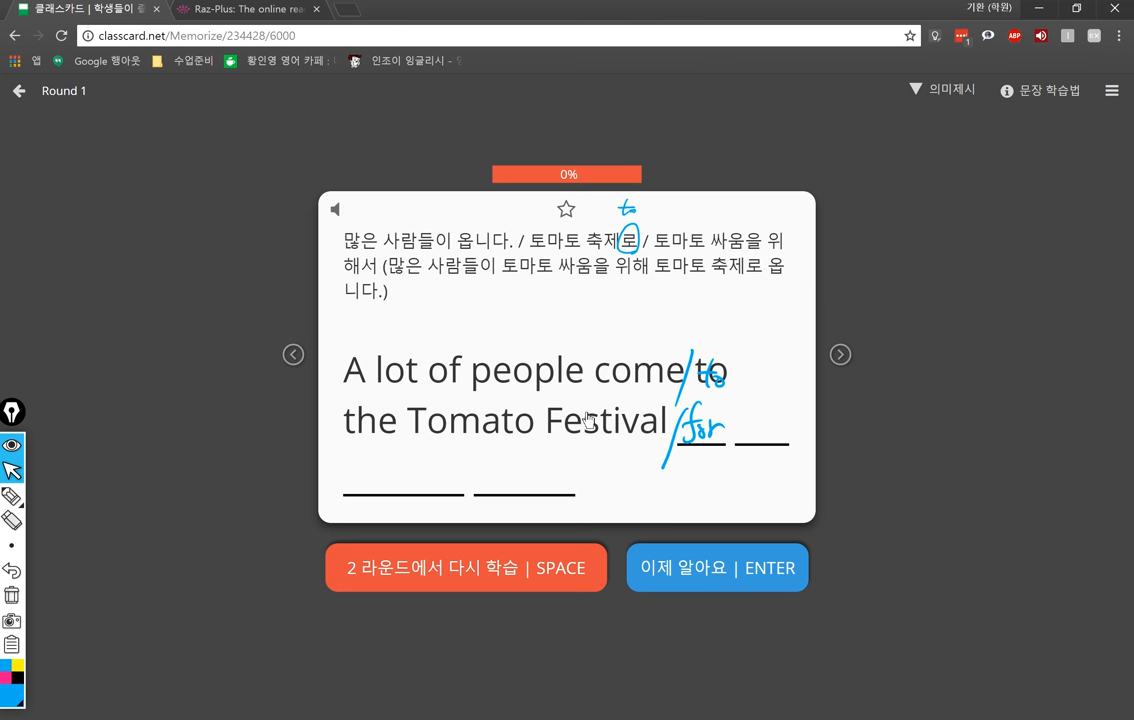 클래스카드 | 학생들이 클
Raz-Plus: The online rea
기환 (학원)
classcard.net/Memorize/234428/6000
1
ABP
앱
Google 행아웃
수업준비
황인영 영어 카페 :
인조이 잉글리시 -
Round 1
의미제시
문장 학습법
0%
to
많은 사람들이 옵니다. / 토마토 축제로 / 토마토 싸움을 위
해서 (많은 사람들이 토마토 싸움을 위해 토마토 축제로 옵
니다.)
A lot of people come / to to
the Tomato Festival / for
2 라운드에서 다시 학습 | SPACE
이제 알아요 | ENTER